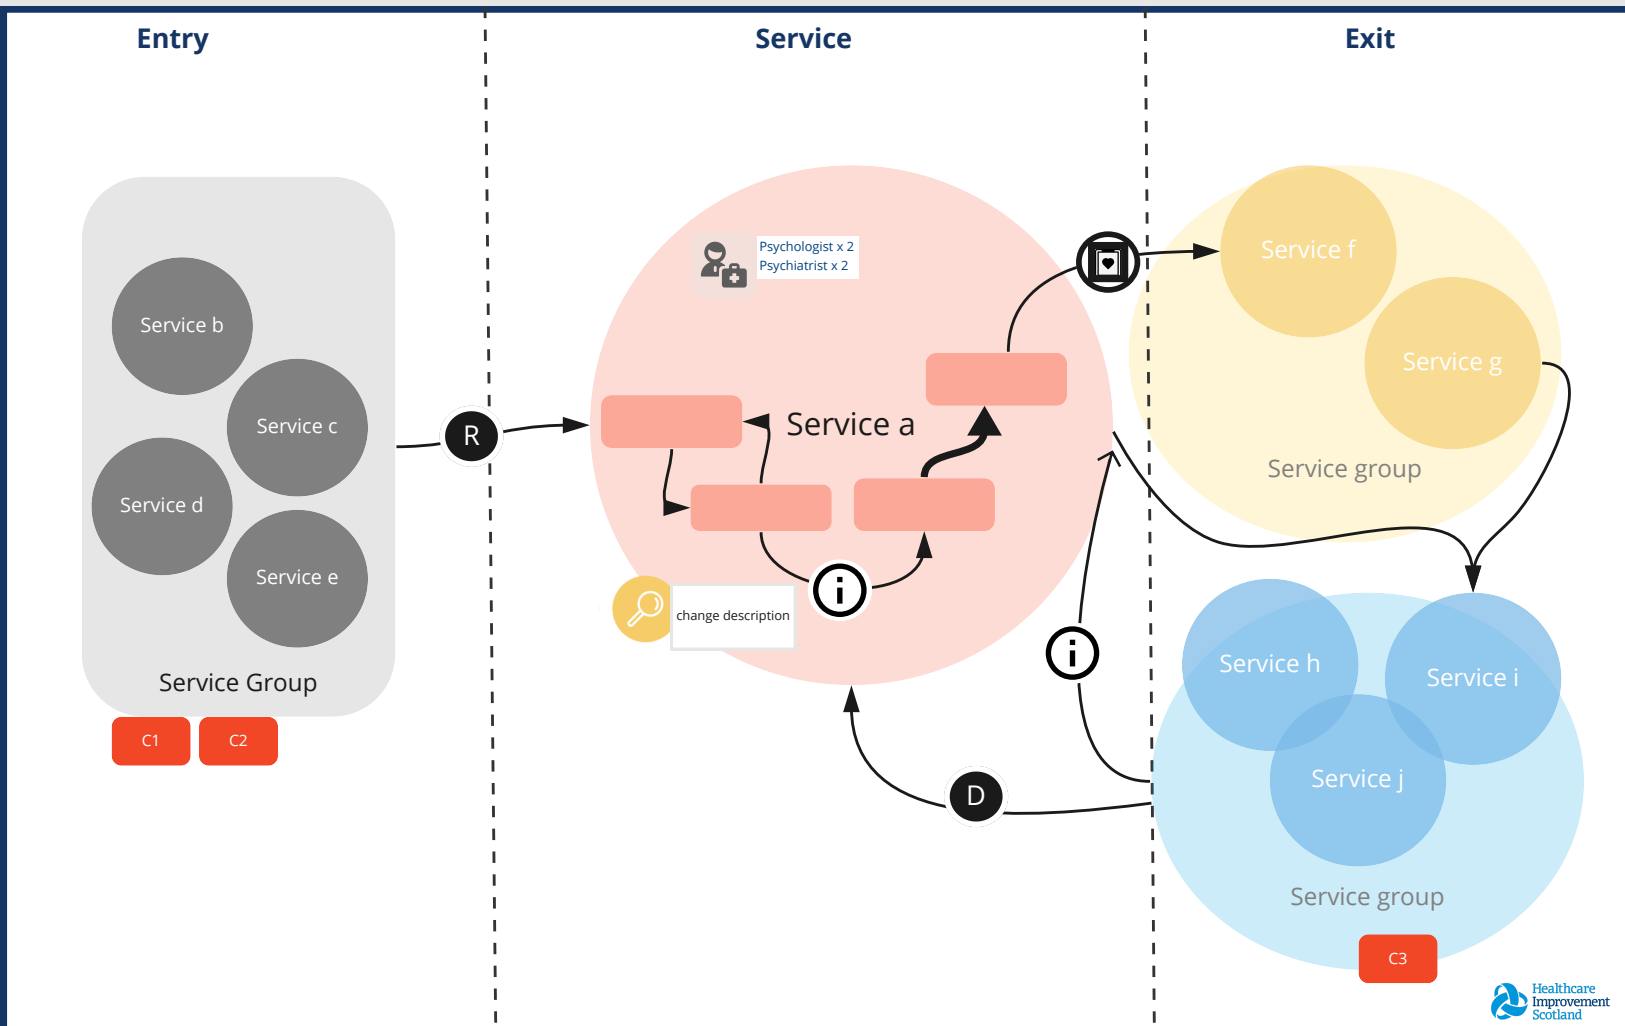 Entry
Service
Exit
Service b
Service c
Service d
Service e
Service Group
C1
C2
R
Psychologist x 2
Psychiatrist x 2
Service a
i
change description
i
D
Service f
Service g
Service group
Service h
Service i
Service j
Service group
C3
Healthcare
Improvement
Scotland